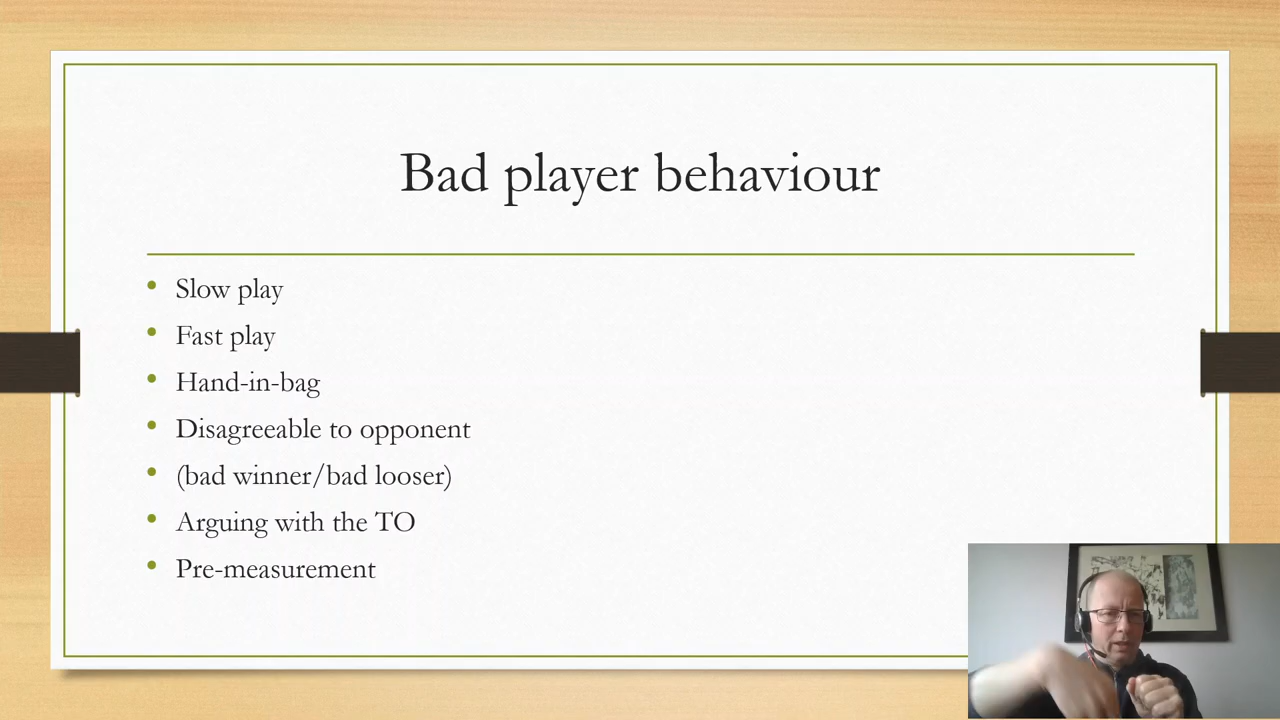 Bad player behaviour
• Slow play
• Fast play
• Hand-in-bag
• Disagreeable to opponent
• (bad winner/bad looser)
• Arguing with the TO
• Pre-measurement